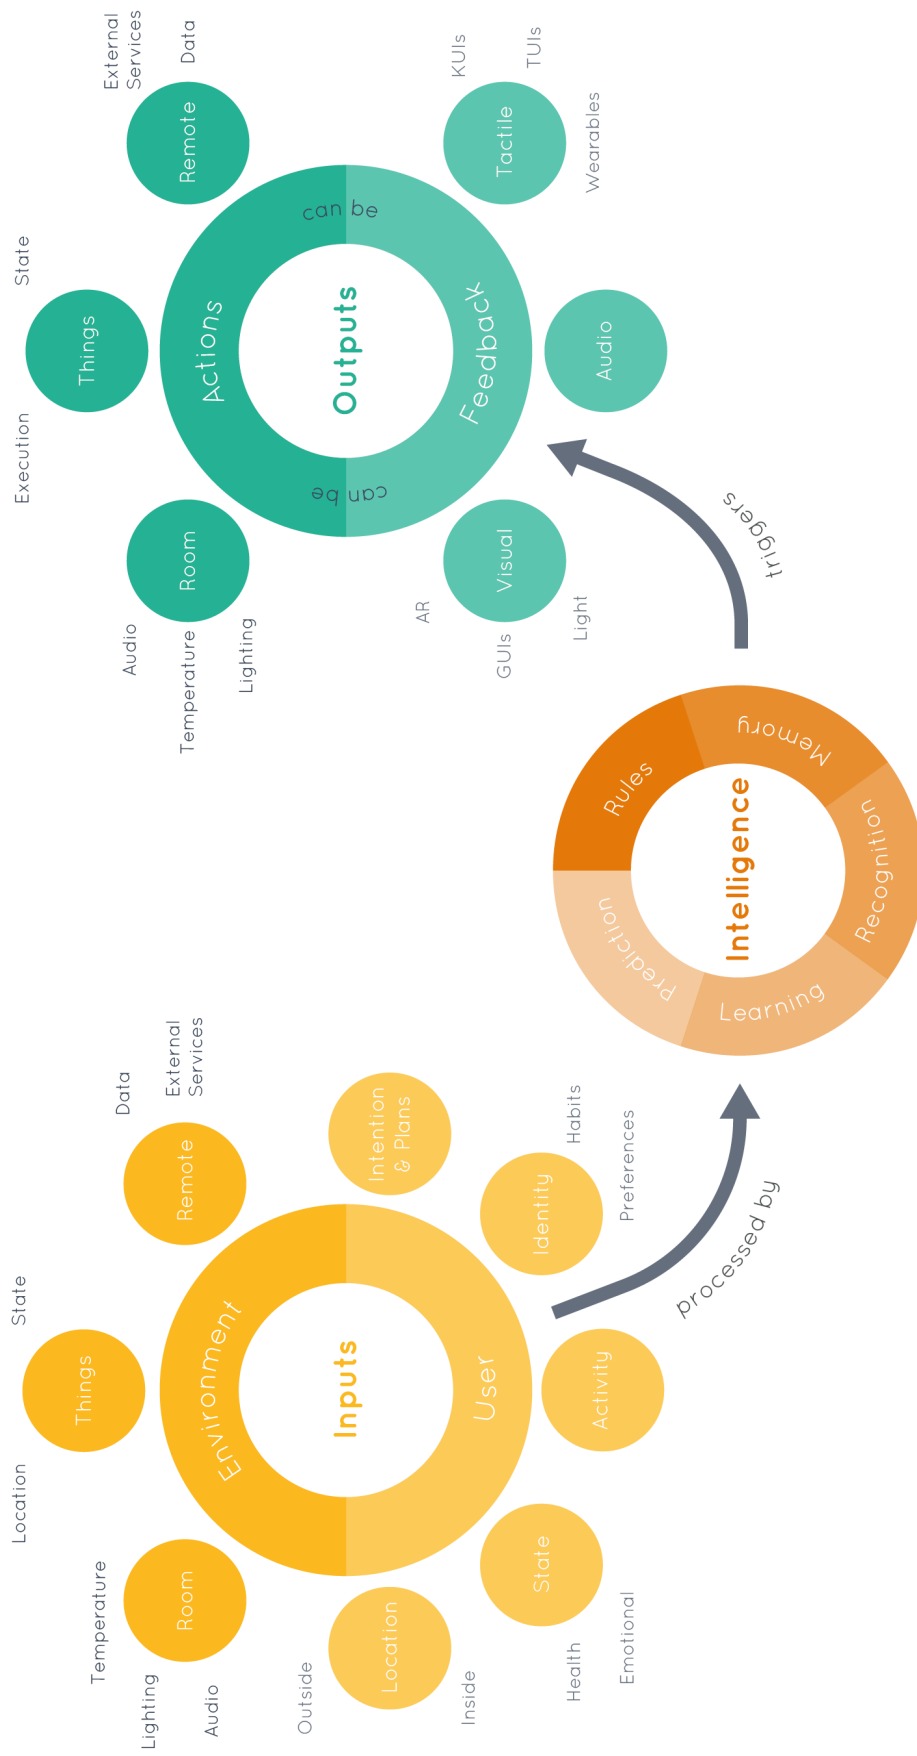 Temperature
Lighting
Audio
Room
Location
State
Things
Data
External
Services
Remote
Environment
Inputs
User
Outside
Inside
Location
Health
Emotional
State
Activity
Identity
Habits
Preferences
Intention
& Plans
processed by
Intelligence
Rules
Memory
Recognition
Learning
Prediction
triggers
Audio
Temperature
Lighting
Room
Execution
State
Things
External
Services
Data
Remote
Actions
can be
can be
Outputs
Feedback
AR
GUIs
Light
Visual
Audio
Tactile
KUIs
TUIs
Wearables